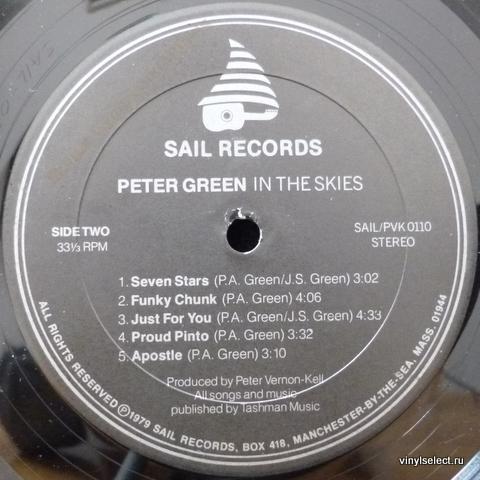 SAIL RECORDS
PETER GREEN IN THE SKIES
SIDE TWO
33⅓ RPM
SAIL/PVK 0110
STEREO
1. Seven Stars (P.A. Green/J.S. Green) 3:02
2. Funky Chunk (P.A. Green) 4:06
3. Just For You (P.A. Green/J.S. Green) 4:33
4. Proud Pinto (P.A. Green) 3:32
5. Apostle (P.A. Green) 3:10
Produced by Peter Vernon-Kell
All songs and music
published by Tashman Music
ALL RIGHTS RESERVED ℗1979 SAIL RECORDS, BOX 418, MANCHESTER-BY-THE-SEA, MASS. 01944
vinylselect.ru